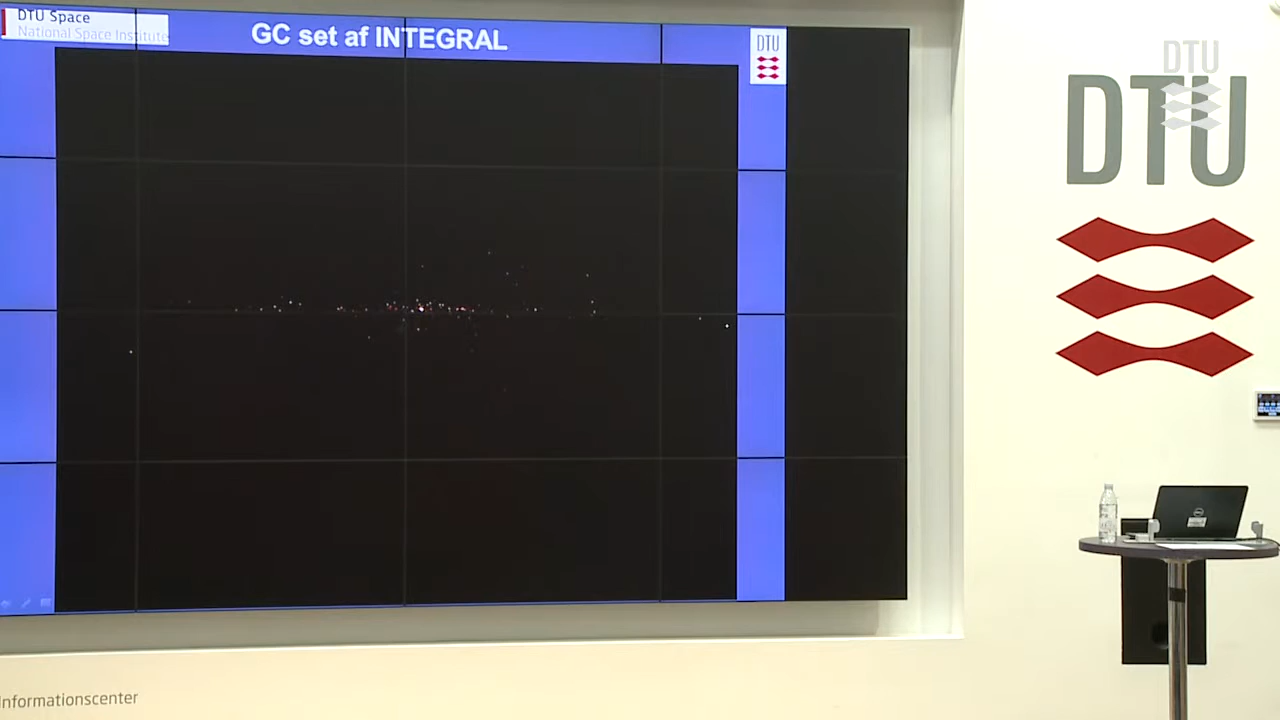 DTU Space
National Space Institute
GC set af INTEGRAL
DTU
DTU
DTU
Informationscenter